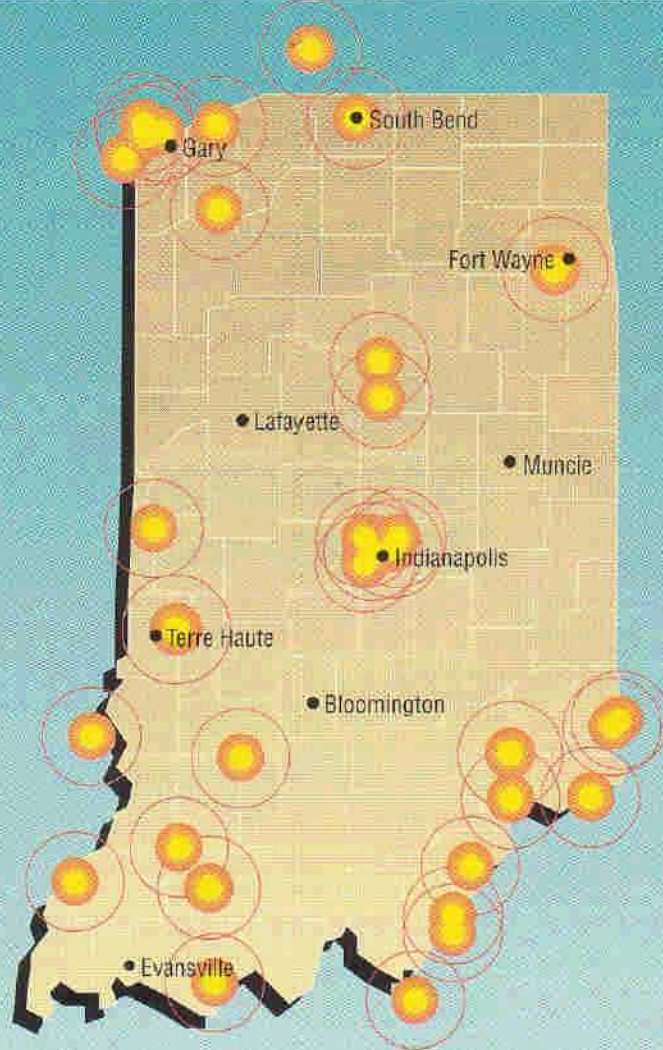 South Bend
Gary
Fort Wayne
Lafayette
Muncie
Indianapolis
Terre Haute
Bloomington
Evansville